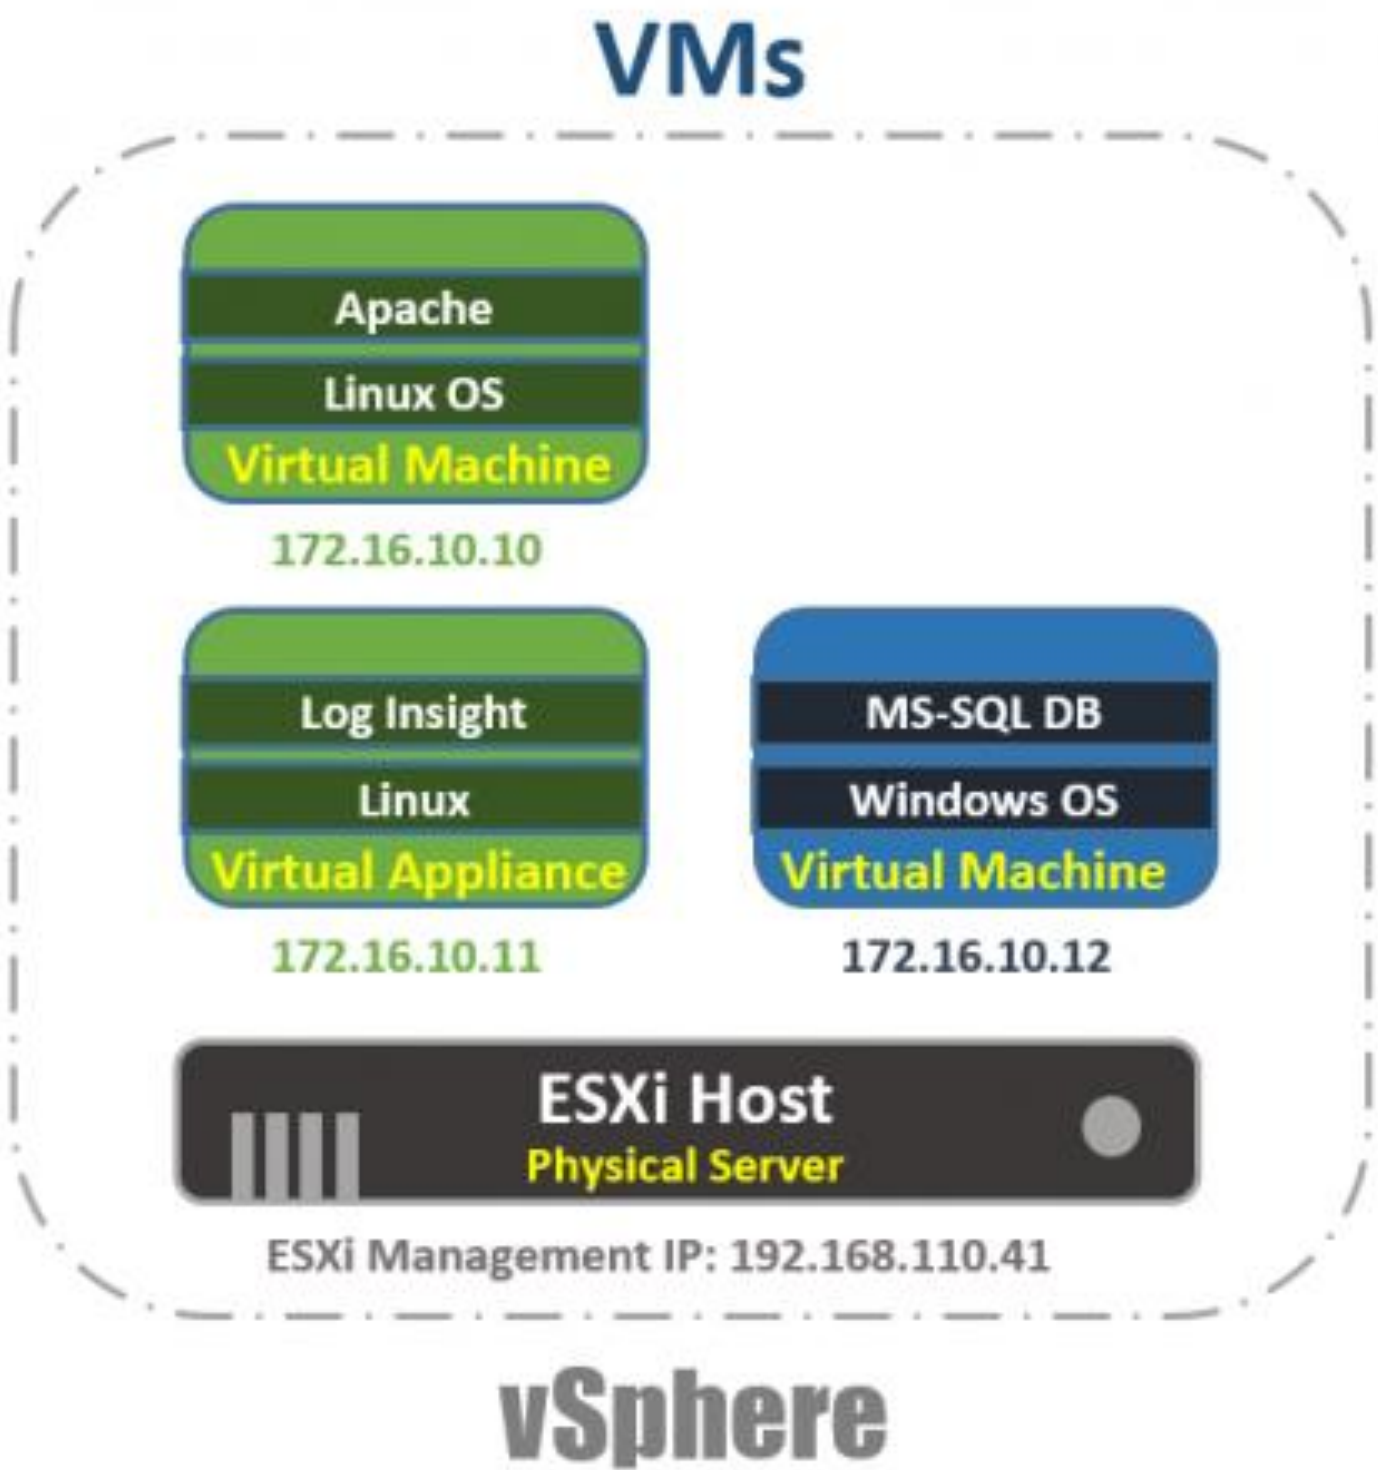 VMs
Apache
Linux OS
Virtual Machine
172.16.10.10
Log Insight
Linux
Virtual Appliance
172.16.10.11
MS-SQL DB
Windows OS
Virtual Machine
172.16.10.12
ESXi Host
Physical Server
ESXi Management IP: 192.168.110.41
vSphere